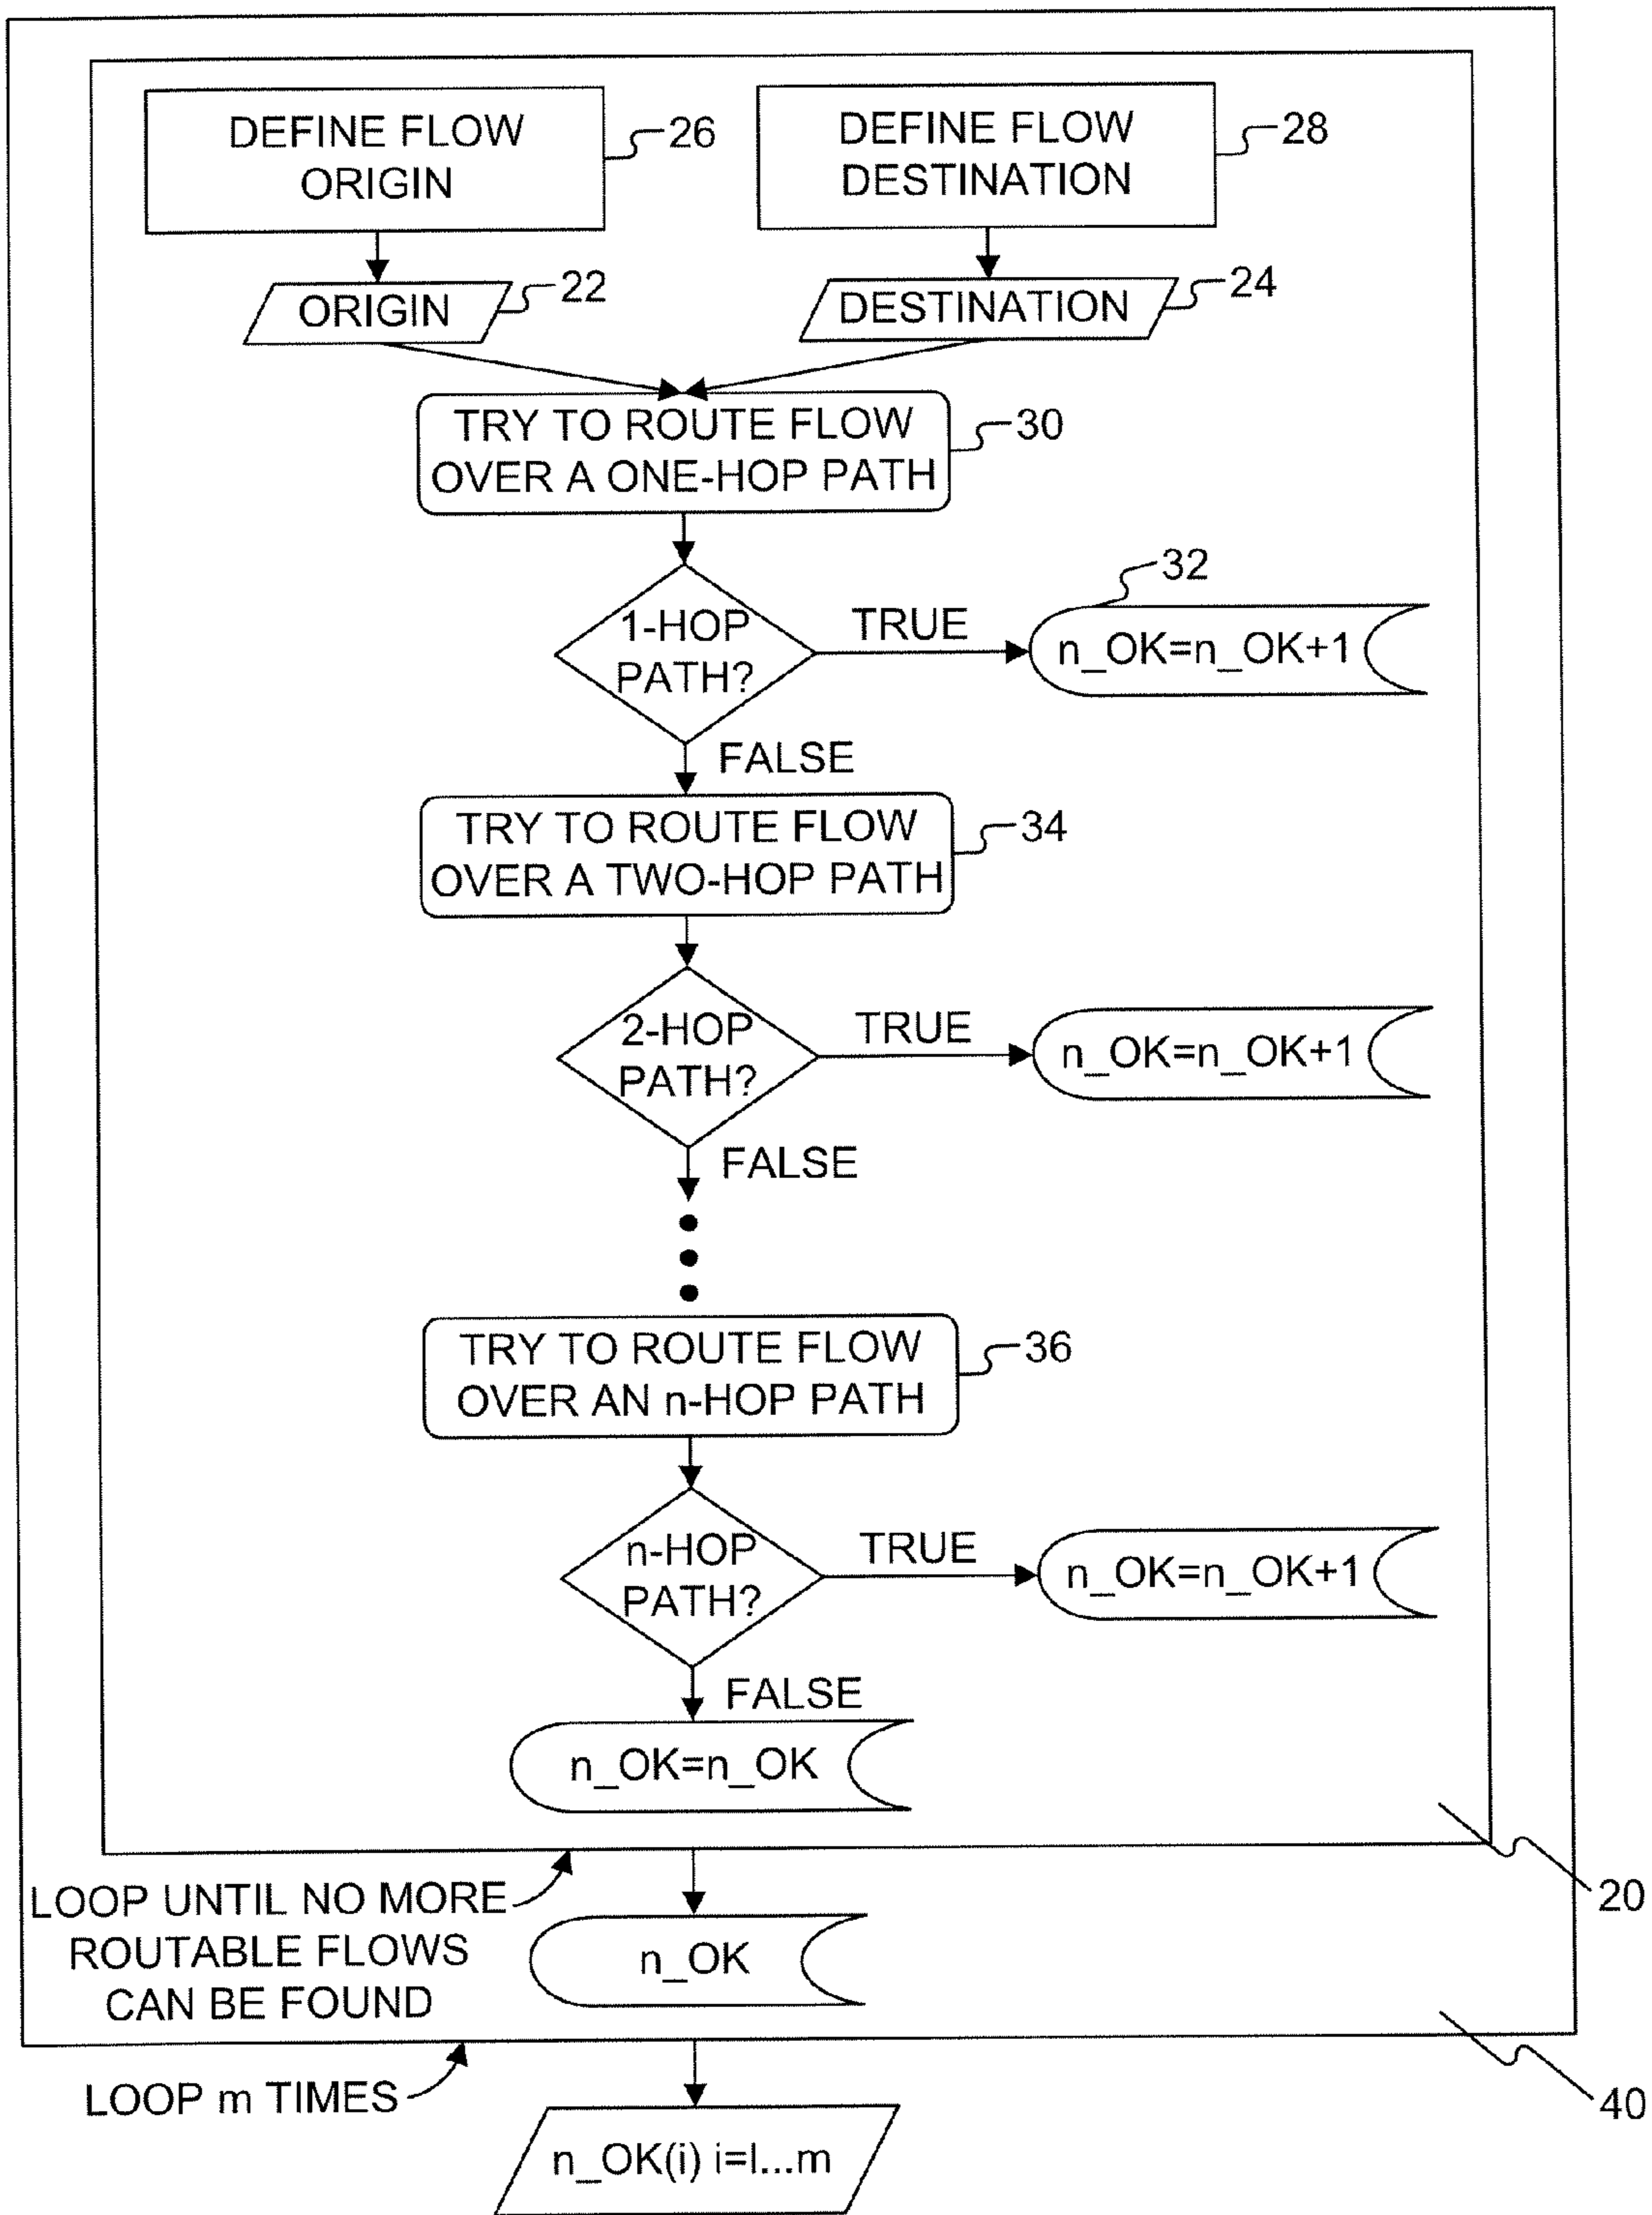 DEFINE FLOW
ORIGIN
26
DEFINE FLOW
DESTINATION
28
ORIGIN
22
DESTINATION
24
TRY TO ROUTE FLOW
OVER A ONE-HOP PATH
30
1-HOP
PATH?
TRUE
32
n_OK=n_OK+1
FALSE
TRY TO ROUTE FLOW
OVER A TWO-HOP PATH
34
2-HOP
PATH?
TRUE
n_OK=n_OK+1
FALSE
TRY TO ROUTE FLOW
OVER AN n-HOP PATH
36
n-HOP
PATH?
TRUE
n_OK=n_OK+1
FALSE
n_OK=n_OK
20
LOOP UNTIL NO MORE
ROUTABLE FLOWS
CAN BE FOUND
n_OK
40
LOOP m TIMES
n_OK(i) i=l...m